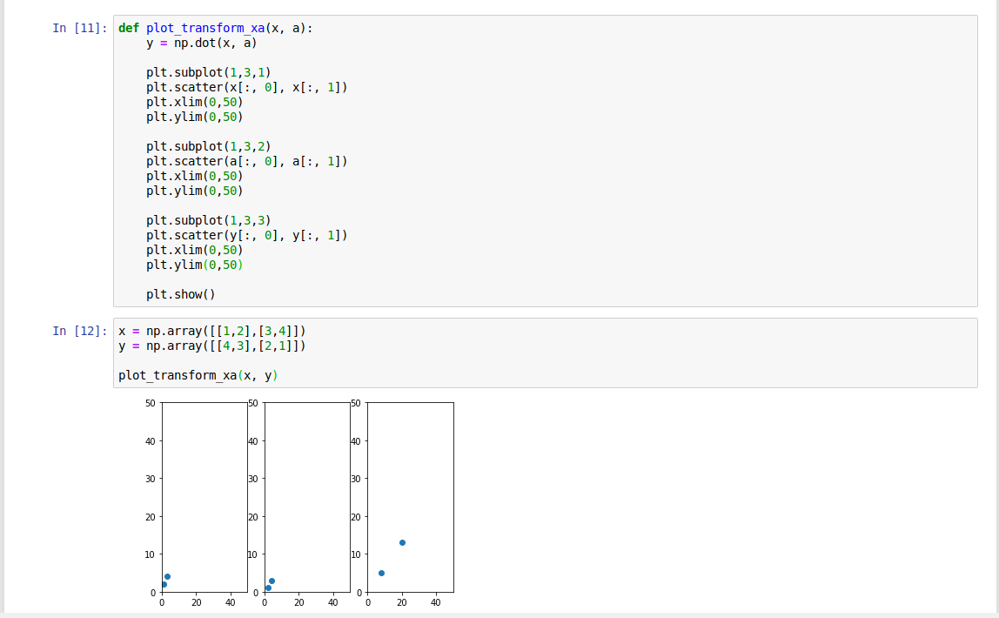 In [11]: def plot_transform_xa(x, a):
    y = np.dot(x, a)

    plt.subplot(1,3,1)
    plt.scatter(x[:, 0], x[:, 1])
    plt.xlim(0,50)
    plt.ylim(0,50)

    plt.subplot(1,3,2)
    plt.scatter(a[:, 0], a[:, 1])
    plt.xlim(0,50)
    plt.ylim(0,50)

    plt.subplot(1,3,3)
    plt.scatter(y[:, 0], y[:, 1])
    plt.xlim(0,50)
    plt.ylim(0,50)

    plt.show()
In [12]: x = np.array([[1,2],[3,4]])
y = np.array([[4,3],[2,1]])

plot_transform_xa(x, y)
50 50 50
40 40 40
30 30 30
20 20 20
10 10 10
0 0 0
0 20 40 0 20 40 0 20 40